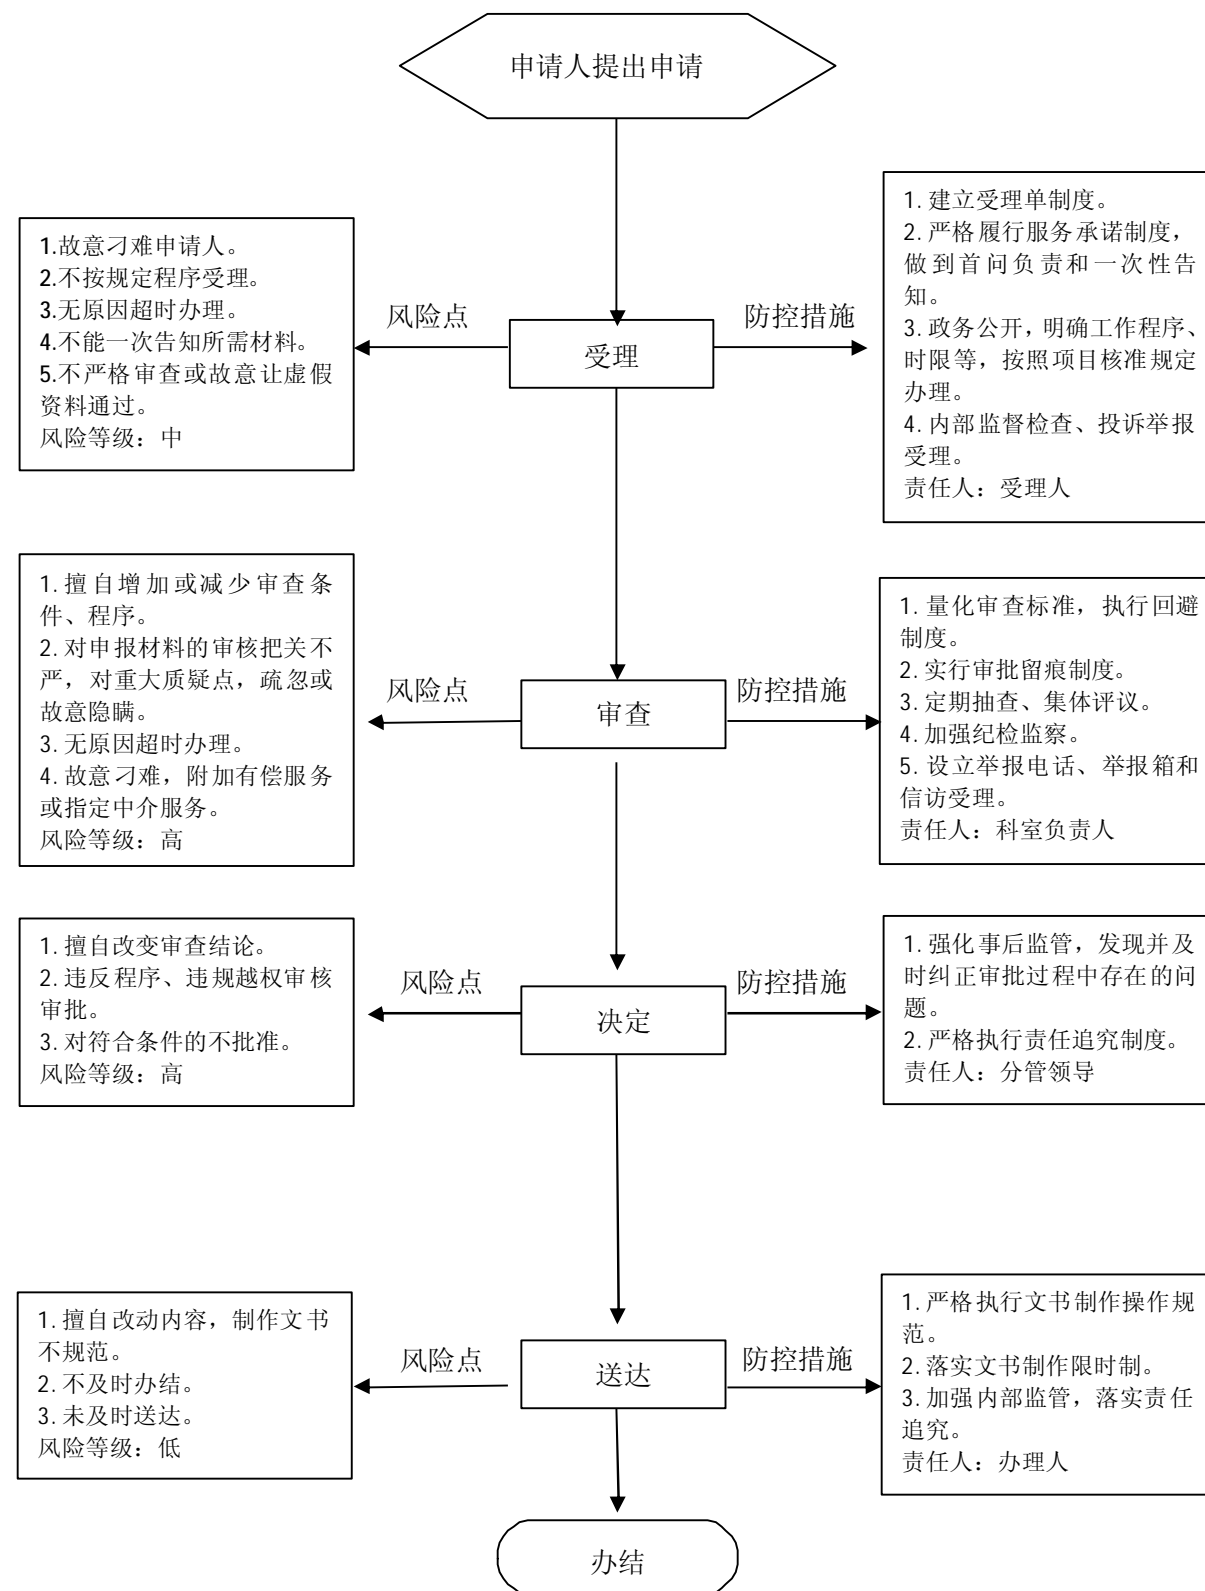 申请人提出申请
1.故意刁难申请人。
2.不按规定程序受理。
3.无原因超时办理。
4.不能一次告知所需材料。
5.不严格审查或故意让虚假
资料通过。
风险等级：中
风险点
受理
防控措施
1.建立受理单制度。
2.严格履行服务承诺制度，
做到首问负责和一次性告
知。
3.政务公开，明确工作程序、
时限等，按照项目核准规定
办理。
4.内部监督检查、投诉举报
受理。
责任人：受理人
1.擅自增加或减少审查条
件、程序。
2.对申报材料的审核把关不
严，对重大质疑点，疏忽或
故意隐瞒。
3.无原因超时办理。
4.故意刁难，附加有偿服务
或指定中介服务。
风险等级：高
风险点
审查
防控措施
1.量化审查标准，执行回避
制度。
2.实行审批留痕制度。
3.定期抽查、集体评议。
4.加强纪检监察。
5.设立举报电话、举报箱和
信访受理。
责任人：科室负责人
1.擅自改变审查结论。
2.违反程序、违规越权审核
审批。
3.对符合条件的不批准。
风险等级：高
风险点
决定
防控措施
1.强化事后监管，发现并及
时纠正审批过程中存在的问
题。
2.严格执行责任追究制度。
责任人：分管领导
1.擅自改动内容，制作文书
不规范。
2.不及时办结。
3.未及时送达。
风险等级：低
风险点
送达
防控措施
1.严格执行文书制作操作规
范。
2.落实文书制作限时制。
3.加强内部监管，落实责任
追究。
责任人：办理人
办结